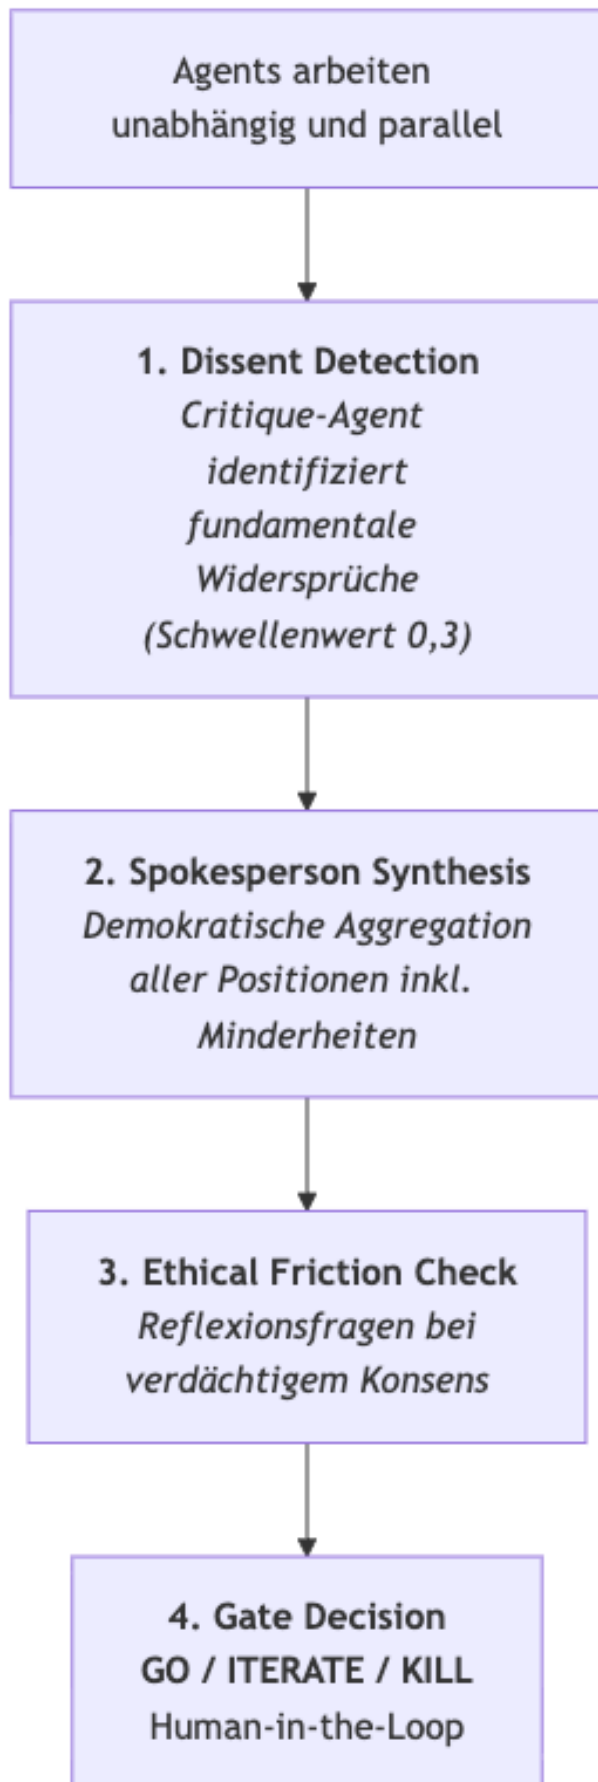 Agents arbeiten
unabhängig und parallel
1. Dissent Detection
Critique-Agent
identifiziert
fundamentale
Widersprüche
(Schwellenwert 0,3)
2. Spokesperson Synthesis
Demokratische Aggregation
aller Positionen inkl.
Minderheiten
3. Ethical Friction Check
Reflexionsfragen bei
verdächtigem Konsens
4. Gate Decision
GO / ITERATE / KILL
Human-in-the-Loop